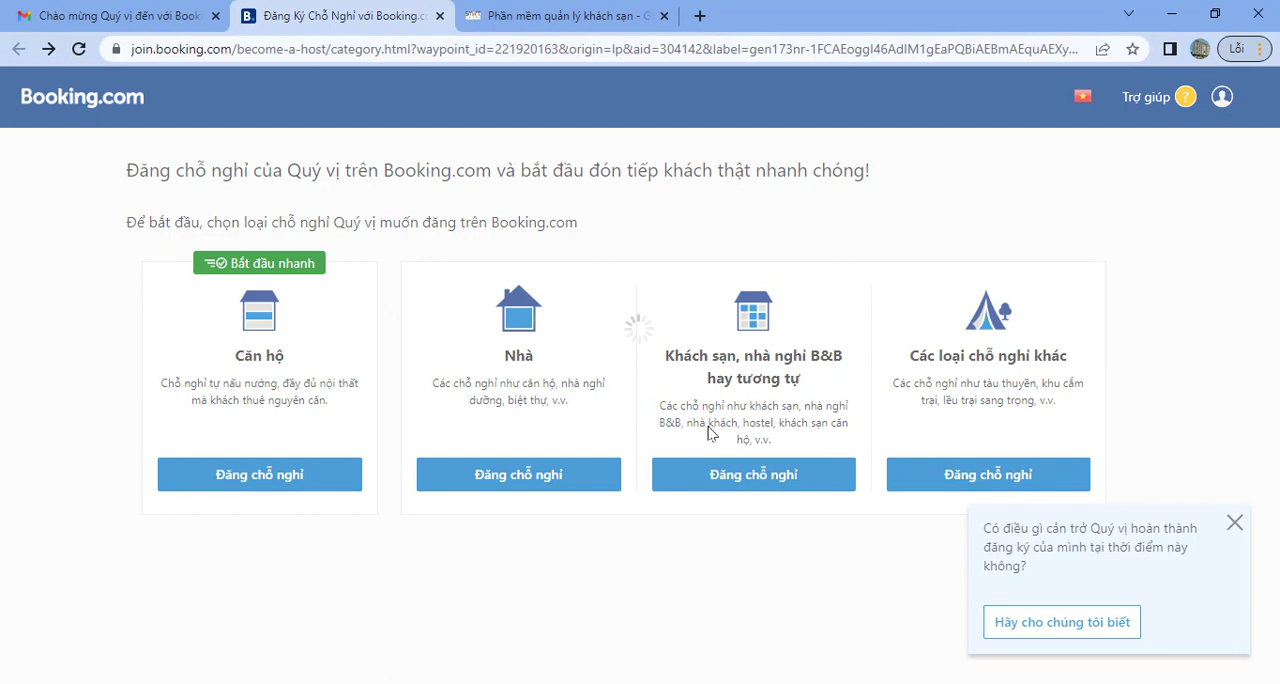 Chào mừng Quý vị đến với Book
Đăng Ký Chỗ Nghỉ với Booking.co
Phần mềm quản lý khách sạn - G
join.booking.com/become-a-host/category.html?waypoint_id=221920163&origin=lp&aid=304142&label=gen173nr-1FCAEoggI46AdIM1gEaPQBiAEBmAEquAEXy...
Lỗi
Booking.com
Trợ giúp ?
Đăng chỗ nghỉ của Quý vị trên Booking.com và bắt đầu đón tiếp khách thật nhanh chóng!
Để bắt đầu, chọn loại chỗ nghỉ Quý vị muốn đăng trên Booking.com
Bắt đầu nhanh
Căn hộ
Chỗ nghỉ tự nấu nướng, đầy đủ nội thất
mà khách thuê nguyên căn.
Đăng chỗ nghỉ
Nhà
Các chỗ nghỉ như căn hộ, nhà nghỉ
dưỡng, biệt thự, v.v.
Đăng chỗ nghỉ
Khách sạn, nhà nghỉ B&B
hay tương tự
Các chỗ nghỉ như khách sạn, nhà nghỉ
B&B, nhà khách, hostel, khách sạn căn
hộ, v.v.
Đăng chỗ nghỉ
Các loại chỗ nghỉ khác
Các chỗ nghỉ như tàu thuyền, khu cắm
trại, lều trại sang trọng, v.v.
Đăng chỗ nghỉ
Có điều gì cản trở Quý vị hoàn thành
đăng ký của mình tại thời điểm này
không?
Hãy cho chúng tôi biết